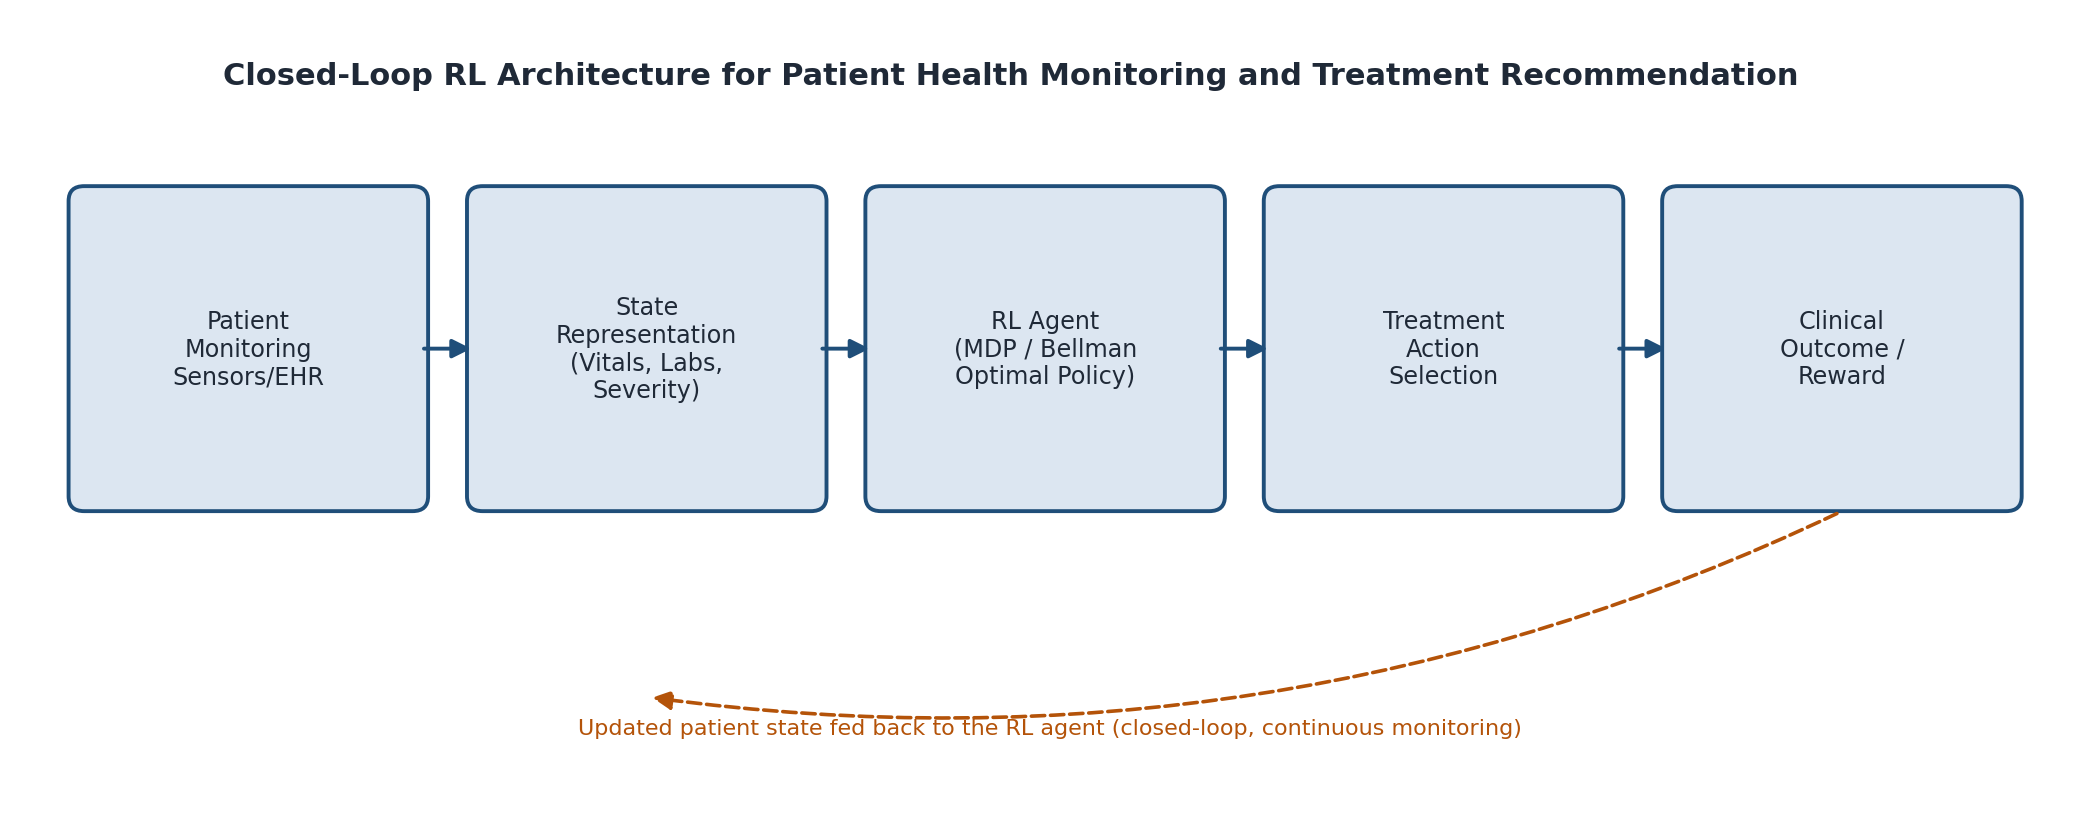 Closed-Loop RL Architecture for Patient Health Monitoring and Treatment Recommendation
Patient
Monitoring
Sensors/EHR
State
Representation
(Vitals, Labs,
Severity)
RL Agent
(MDP / Bellman
Optimal Policy)
Treatment
Action
Selection
Clinical
Outcome /
Reward
Updated patient state fed back to the RL agent (closed-loop, continuous monitoring)